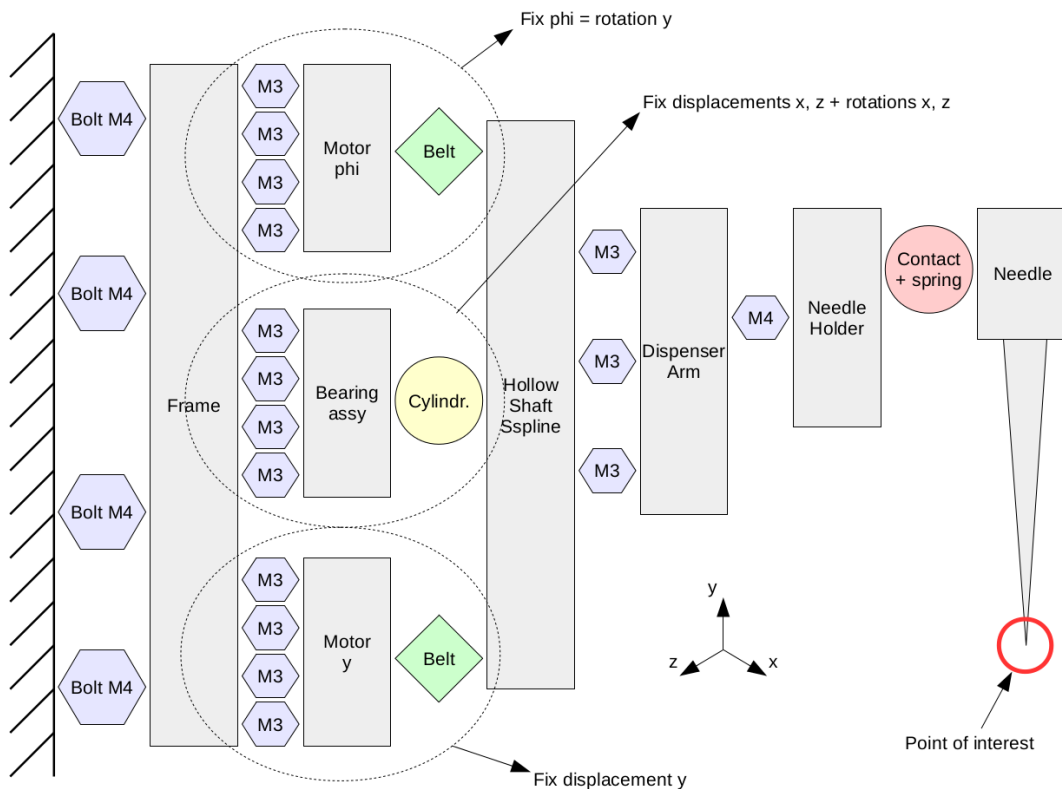 Fix phi = rotation y
Bolt M4
M3
M3
M3
M3
Motor
phi
Belt
Fix displacements x, z + rotations x, z
Bolt M4
Frame
M3
M3
M3
M3
Bearing
assy
Cylindr.
Hollow
Shaft
Sspline
M3
M3
M3
Dispenser
Arm
M4
Needle
Holder
Contact
+ spring
Needle
Bolt M4
Bolt M4
M3
M3
M3
M3
Motor
y
Belt
y
z
x
Point of interest
Fix displacement y